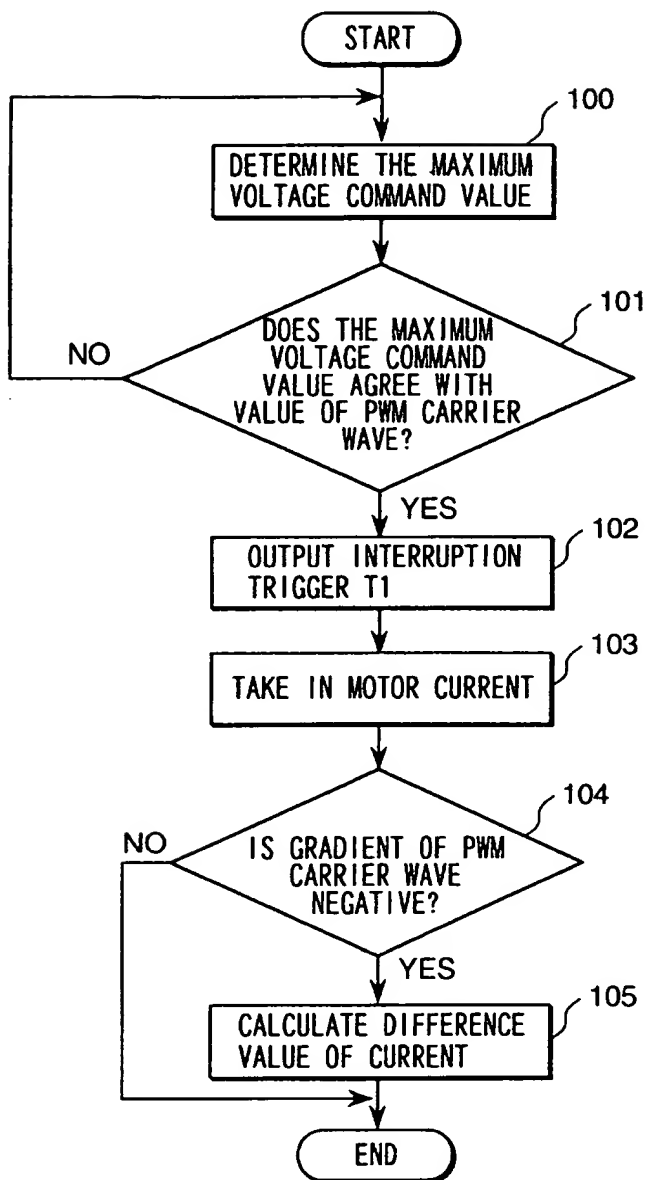 START
100
DETERMINE THE MAXIMUM
VOLTAGE COMMAND VALUE
101
DOES THE MAXIMUM
VOLTAGE COMMAND
VALUE AGREE WITH
VALUE OF PWM CARRIER
WAVE?
NO
YES
102
OUTPUT INTERRUPTION
TRIGGER T1
103
TAKE IN MOTOR CURRENT
104
NO
IS GRADIENT OF PWM
CARRIER WAVE
NEGATIVE?
YES
105
CALCULATE DIFFERENCE
VALUE OF CURRENT
END